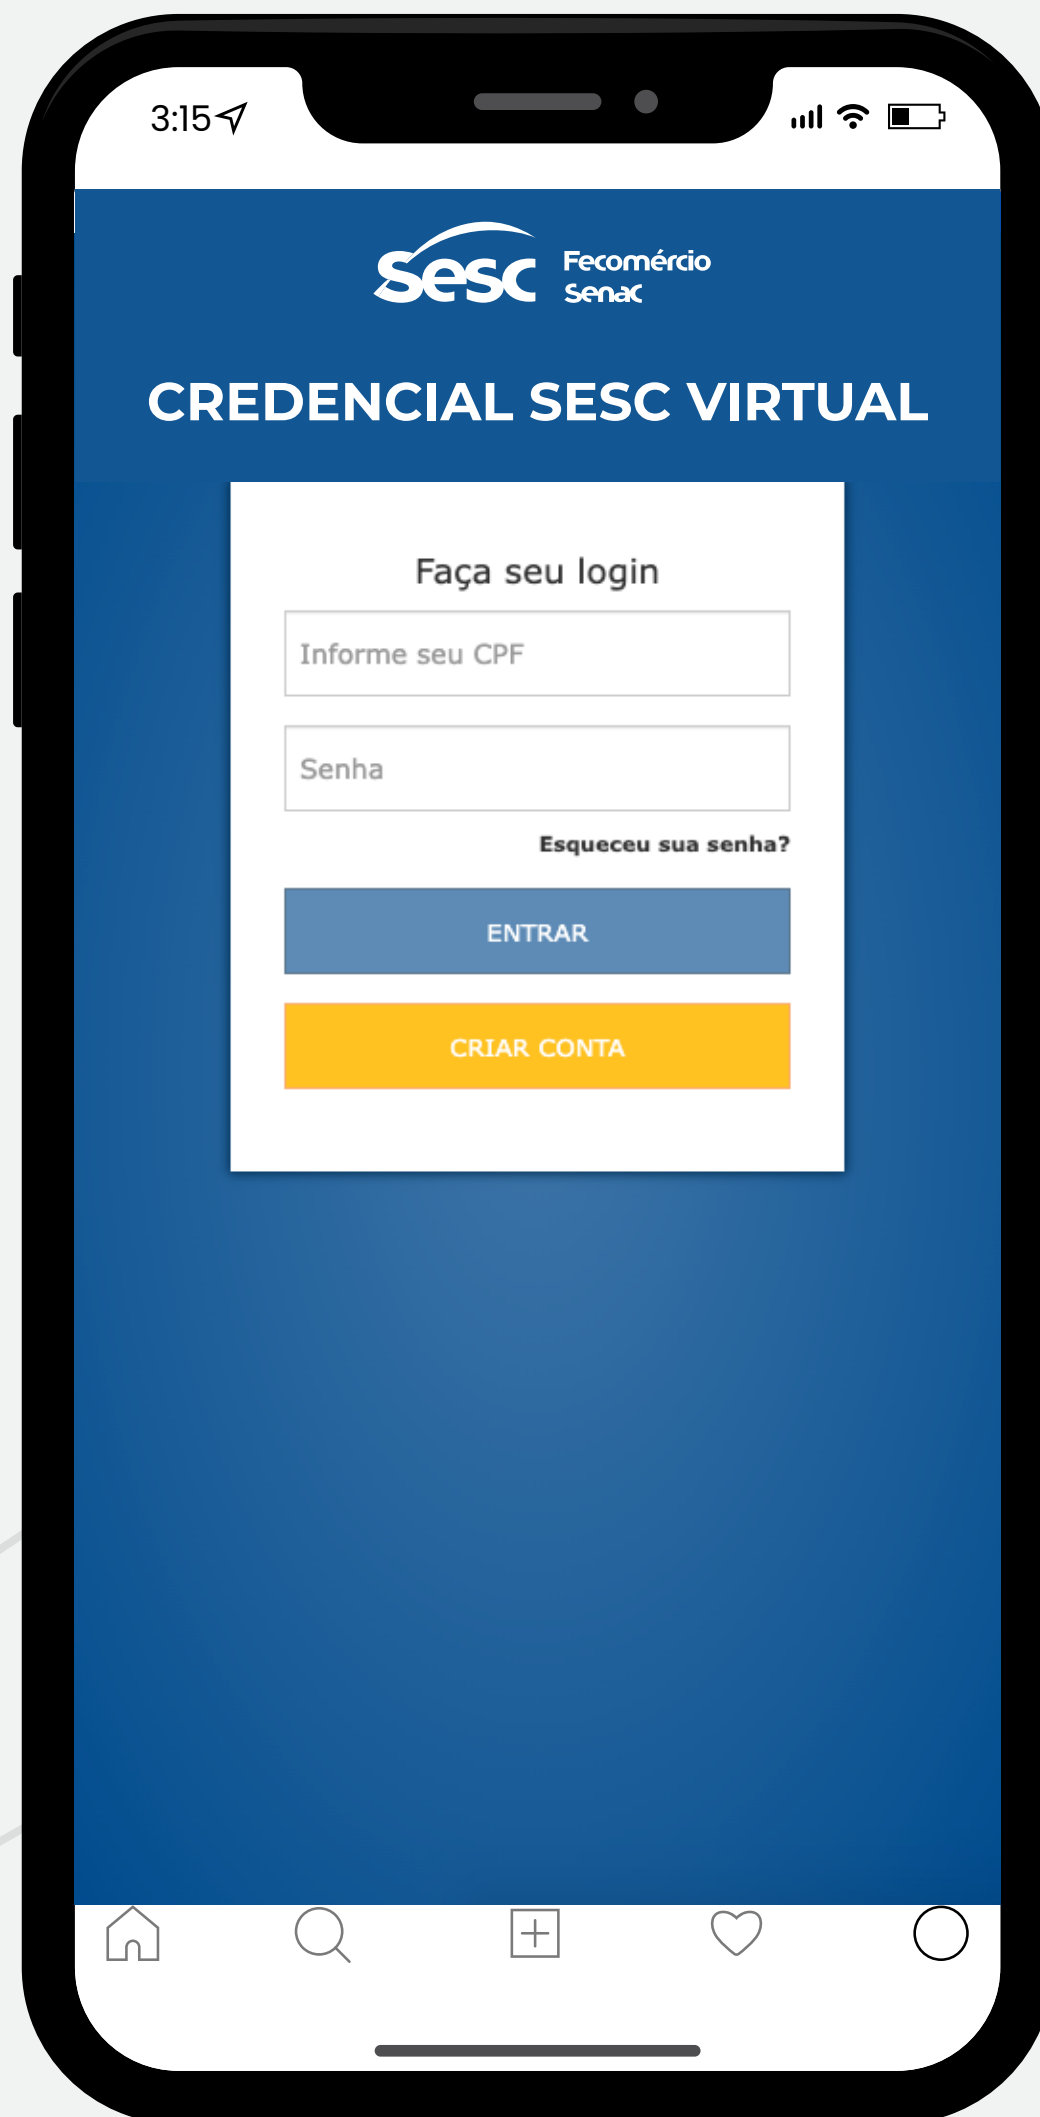 3:15
Sesc
Fecomércio
Senac
CREDENCIAL SESC VIRTUAL
Faça seu login
Informe seu CPF
Senha
Esqueceu sua senha?
ENTRAR
CRIAR CONTA